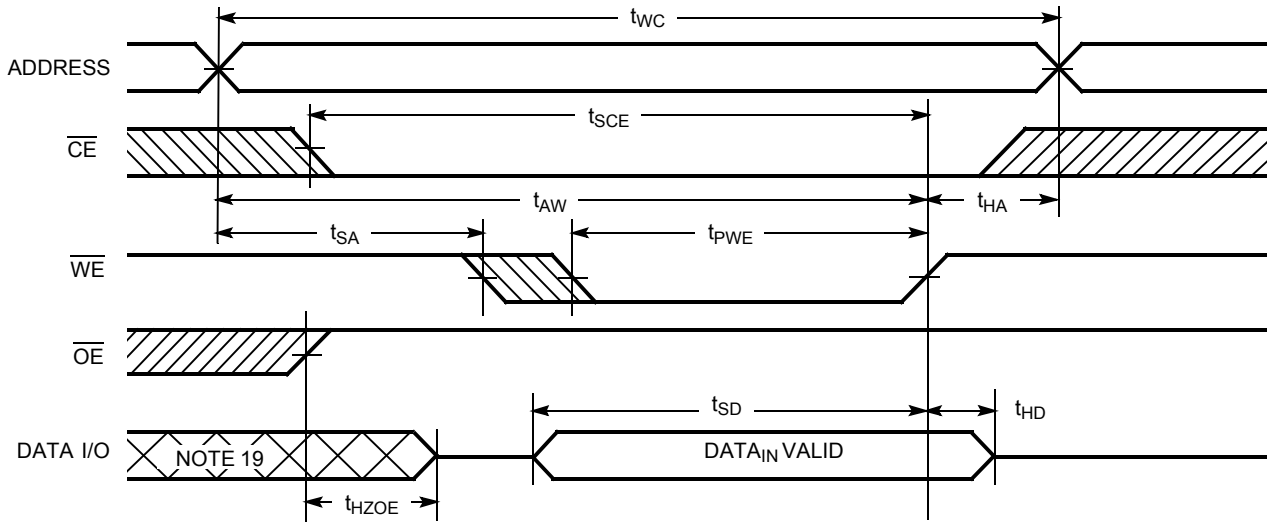 tWC
ADDRESS
tSCE
CE
tAW
tHA
tSA
tPWE
WE
OE
tSD
tHD
DATA I/O
NOTE 19
DATAIN VALID
tHZOE